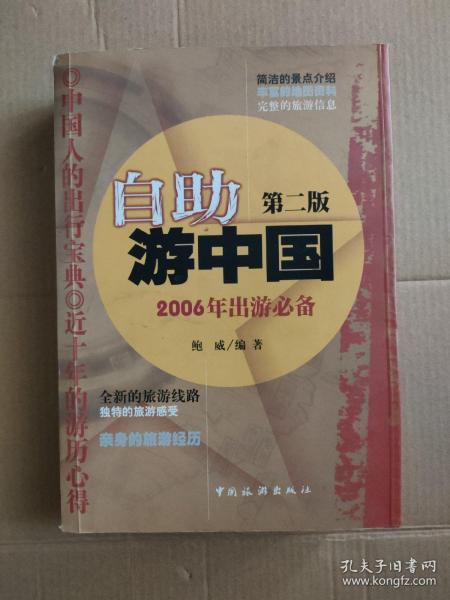 简洁的景点介绍
丰富的地图资料
完整的旅游信息
◎中国人的出行宝典◎近十年的游历心得
自助
第二版
游中国
2006年出游必备
鲍 威/编著
全新的旅游线路
独特的旅游感受
亲身的旅游经历
中国旅游出版社
孔夫子旧书网
www.kongfz.com